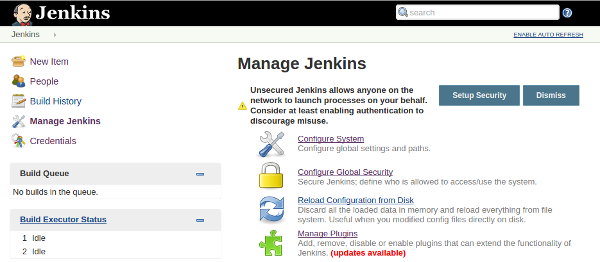 Jenkins
search
Jenkins
ENABLE AUTO REFRESH
New Item
People
Build History
Manage Jenkins
Credentials
Build Queue
No builds in the queue.
Build Executor Status
1 Idle
2 Idle
Manage Jenkins
Unsecured Jenkins allows anyone on the
network to launch processes on your behalf.
Consider at least enabling authentication to
discourage misuse.
Setup Security
Dismiss
Configure System
Configure global settings and paths.
Configure Global Security
Secure Jenkins; define who is allowed to access/use the system.
Reload Configuration from Disk
Discard all the loaded data in memory and reload everything from file
system. Useful when you modified config files directly on disk.
Manage Plugins
Add, remove, disable or enable plugins that can extend the functionality of
Jenkins. (updates available)